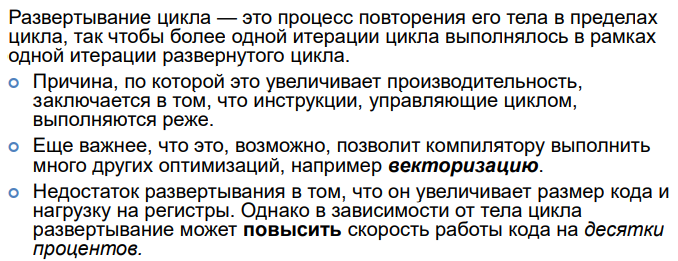 Развертывание цикла — это процесс повторения его тела в пределах
цикла, так чтобы более одной итерации цикла выполнялось в рамках
одной итерации развернутого цикла.
Причина, по которой это увеличивает производительность,
заключается в том, что инструкции, управляющие циклом,
выполняются реже.
Еще важнее, что это, возможно, позволит компилятору выполнить
много других оптимизаций, например векторизацию.
Недостаток развертывания в том, что он увеличивает размер кода и
нагрузку на регистры. Однако в зависимости от тела цикла
развертывание может повысить скорость работы кода на десятки
процентов.